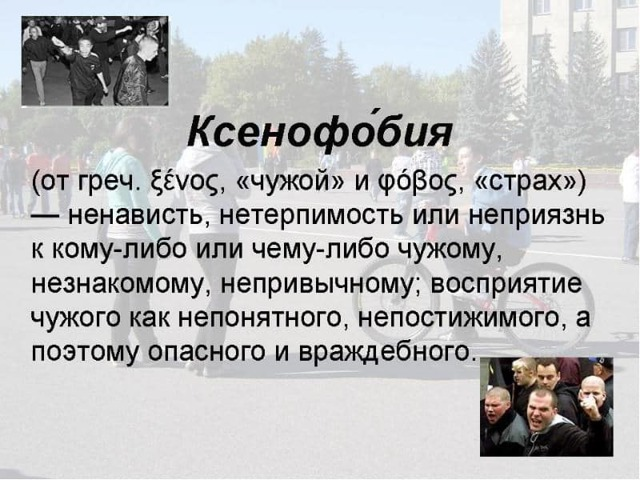 Ксенофо́бия
(от греч. ξένος, «чужой» и φόβος, «страх»)
— ненависть, нетерпимость или неприязнь
к кому-либо или чему-либо чужому,
незнакомому, непривычному; восприятие
чужого как непонятного, непостижимого, а
поэтому опасного и враждебного.